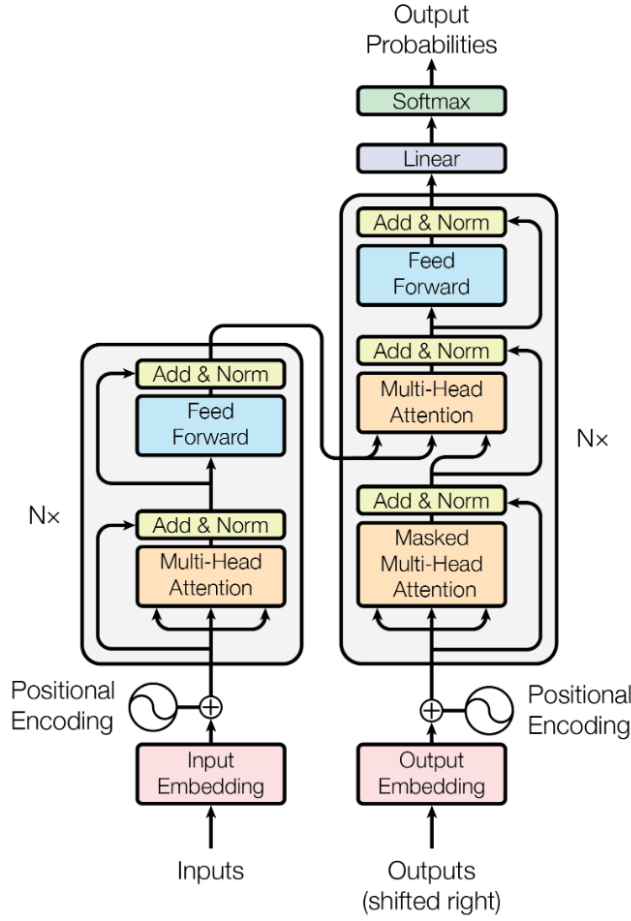 Output
Probabilities
Softmax
Linear
Add & Norm
Feed
Forward
Add & Norm
Multi-Head
Attention
Add & Norm
Masked
Multi-Head
Attention
N×
Add & Norm
Feed
Forward
Add & Norm
Multi-Head
Attention
N×
Positional
Encoding
Positional
Encoding
Input
Embedding
Output
Embedding
Inputs
Outputs
(shifted right)